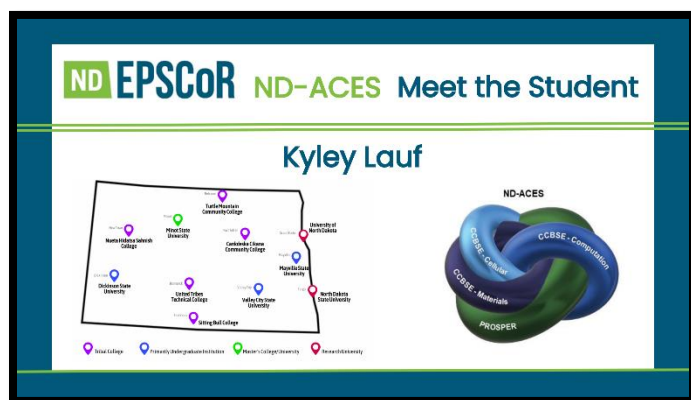 ND EPSCoR ND-ACES Meet the Student
Kyley Lauf
Turtle Mountain
Community College
Minot State
University
Nueta Hidatsa Sahnish
College
Cankdeska Cikana
Community College
University of
North Dakota
Mayville State
University
Dickinson State
University
United Tribes
Technical College
Valley City State
University
North Dakota
State University
Sitting Bull College
Tribal College
Primarily Undergraduate Institution
Master's College/University
Research University
ND-ACES
CCBSE - Cellular
CCBSE - Computation
CCBSE - Materials
PROSPER